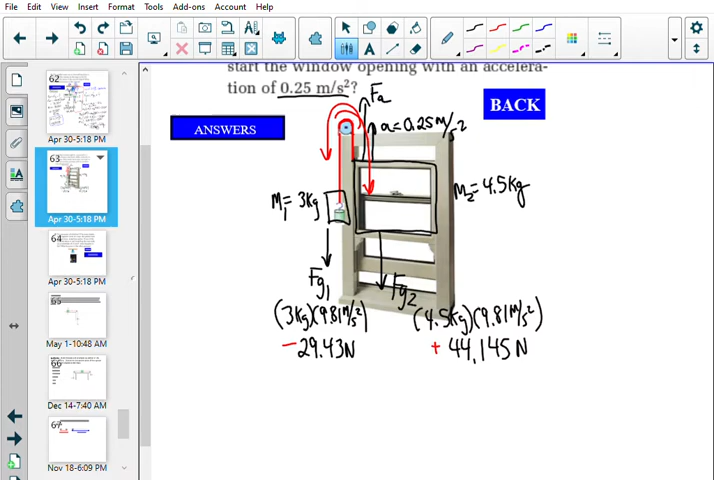 File Edit View Insert Format Tools Add-ons Account Help
62
Apr 30-5:18 PM
63
Apr 30-5:18 PM
64
Apr 30-5:18 PM
65
May 1-10:48 AM
66
Dec 14-7:40 AM
67
Nov 18-6:09 PM
start the window opening with an accelera-
tion of 0.25 m/s²?
BACK
ANSWERS
Fa
a=0.25m/s²
M₁= 3kg
M₂=4.5kg
Fg₁
Fg₂
(3kg)(9.81m/s²)
(4.5kg)(9.81m/s²)
- 29.43N
+ 44.145N